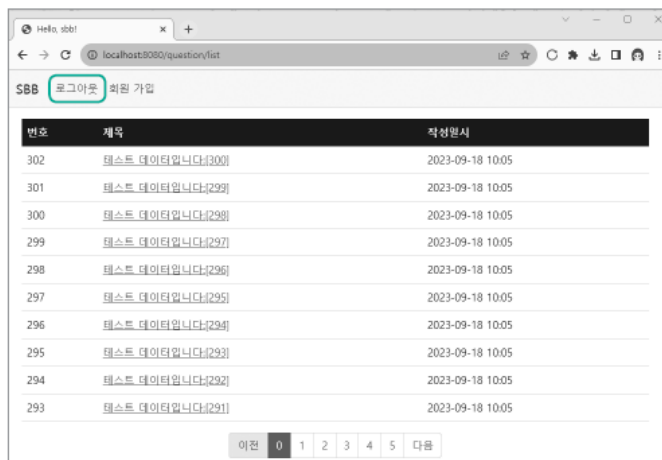 Hello, sbb!
localhost:8080/question/list
SBB 로그아웃 회원 가입
번호 제목 작성일시
302 테스트 데이터입니다:[300] 2023-09-18 10:05
301 테스트 데이터입니다:[299] 2023-09-18 10:05
300 테스트 데이터입니다:[298] 2023-09-18 10:05
299 테스트 데이터입니다:[297] 2023-09-18 10:05
298 테스트 데이터입니다:[296] 2023-09-18 10:05
297 테스트 데이터입니다:[295] 2023-09-18 10:05
296 테스트 데이터입니다:[294] 2023-09-18 10:05
295 테스트 데이터입니다:[293] 2023-09-18 10:05
294 테스트 데이터입니다:[292] 2023-09-18 10:05
293 테스트 데이터입니다:[291] 2023-09-18 10:05
이전 0 1 2 3 4 5 다음